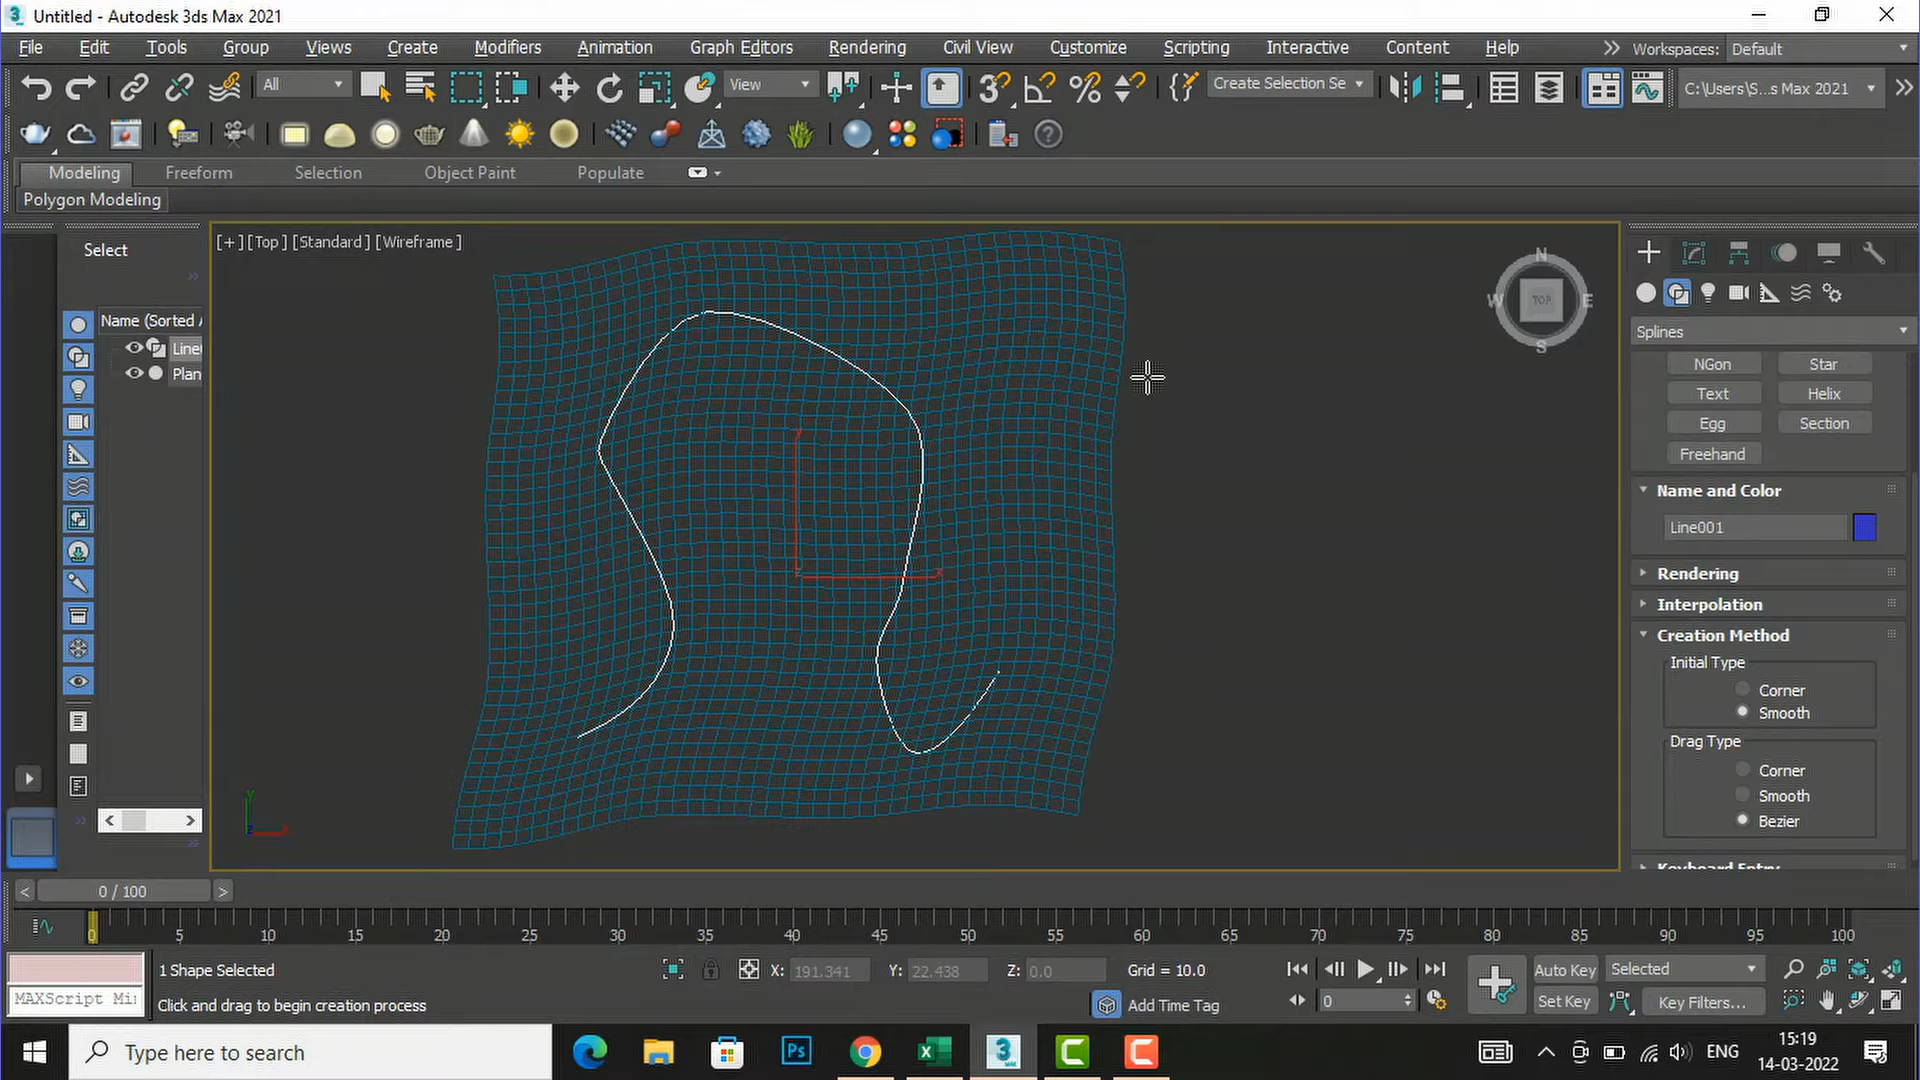 Untitled - Autodesk 3ds Max 2021
File Edit Tools Group Views Create Modifiers Animation Graph Editors Rendering Civil View Customize Scripting Interactive Content Help Workspaces: Default
All View Create Selection Se C:\Users\S...s Max 2021
Modeling Freeform Selection Object Paint Populate
Polygon Modeling
Select
Name (Sorted A
Line
Plan
[+][Top][Standard][Wireframe]
N
W TOP E
S
Splines
NGon Star
Text Helix
Egg Section
Freehand
Name and Color
Line001
Rendering
Interpolation
Creation Method
Initial Type
Corner
Smooth
Drag Type
Corner
Smooth
Bezier
Keyboard Entry
< 0 / 100 >
0 5 10 15 20 25 30 35 40 45 50 55 60 65 70 75 80 85 90 95 100
1 Shape Selected X: 191.341 Y: 22.438 Z: 0.0 Grid = 10.0 Auto Key Selected
MAXScript Mi Click and drag to begin creation process Add Time Tag 0 Set Key Key Filters...
Type here to search Ps 3 MAX ENG 15:19
14-03-2022